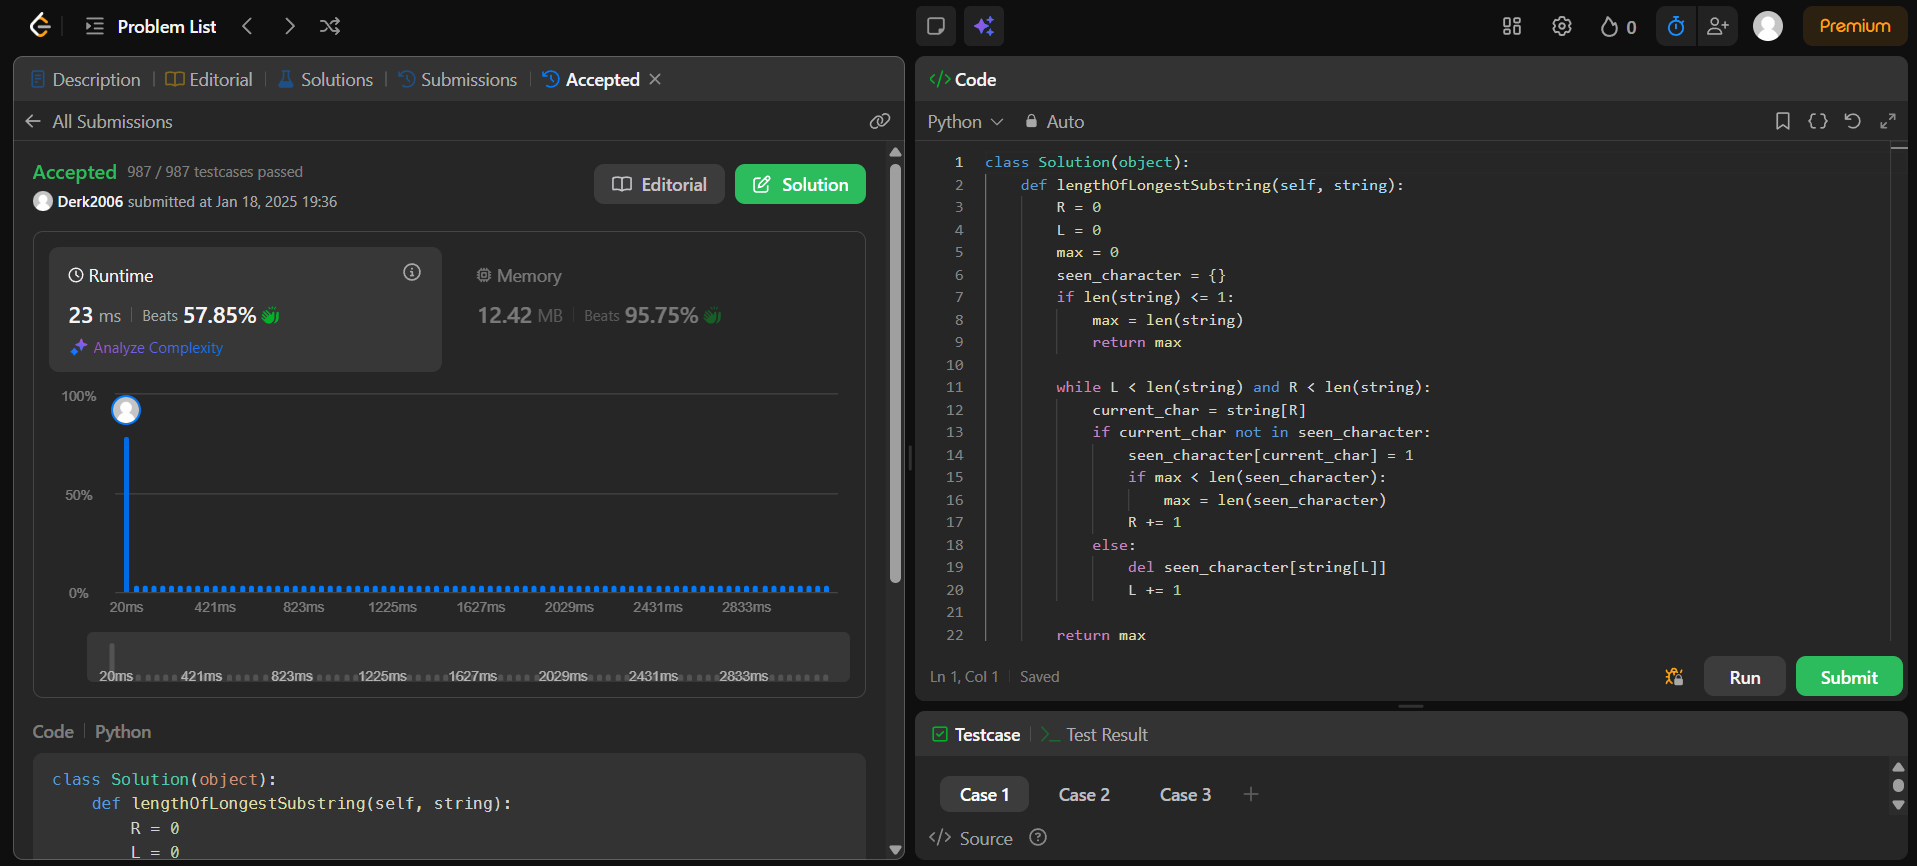 Problem List
0
Premium
Description
Editorial
Solutions
Submissions
Accepted
All Submissions
Accepted 987 / 987 testcases passed
Derk2006 submitted at Jan 18, 2025 19:36
Editorial
Solution
Runtime
23 ms Beats 57.85%
Analyze Complexity
Memory
12.42 MB Beats 95.75%
100%
50%
0%
20ms 421ms 823ms 1225ms 1627ms 2029ms 2431ms 2833ms
20ms 421ms 823ms 1225ms 1627ms 2029ms 2431ms 2833ms
Code Python
class Solution(object):
    def lengthOfLongestSubstring(self, string):
        R = 0
        L = 0
</> Code
Python
Auto
1 class Solution(object):
2     def lengthOfLongestSubstring(self, string):
3         R = 0
4         L = 0
5         max = 0
6         seen_character = {}
7         if len(string) <= 1:
8             max = len(string)
9             return max
10
11         while L < len(string) and R < len(string):
12             current_char = string[R]
13             if current_char not in seen_character:
14                 seen_character[current_char] = 1
15                 if max < len(seen_character):
16                     max = len(seen_character)
17                 R += 1
18             else:
19                 del seen_character[string[L]]
20                 L += 1
21
22         return max
Ln 1, Col 1 Saved
Run
Submit
Testcase
>_ Test Result
Case 1
Case 2
Case 3
+
</> Source ?